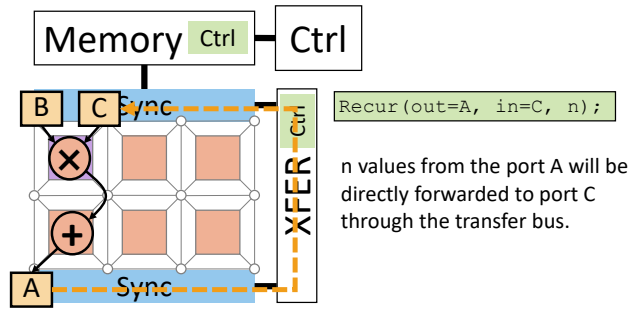 Memory
Ctrl
Ctrl
B
C
Sync
Ctrl
XFER
×
+
A
Sync
Recur(out=A, in=C, n);
n values from the port A will be
directly forwarded to port C
through the transfer bus.